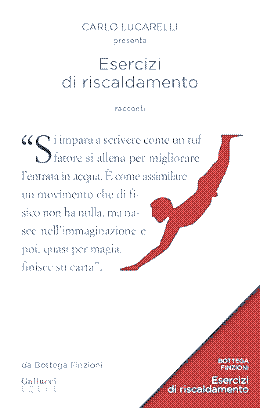 CARLO LUCARELLI
presenta
Esercizi
di riscaldamento
racconti
“Si impara a scrivere come un tuf
fatore si allena per migliorare
l'entrata in acqua. È come assimilare
un movimento che di fi-
sico non ha nulla, ma na-
sce nell'immaginazione e
poi, quasi per magia,
finisce su carta”.
da Bottega Finzioni
Gallucci
BOTTEGA
FINZIONI
Esercizi
di riscaldamento